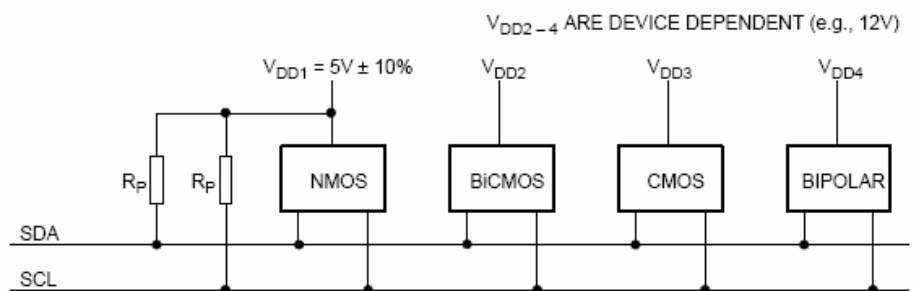 VDD2 – 4 ARE DEVICE DEPENDENT (e.g., 12V)
VDD1 = 5V ± 10% VDD2 VDD3 VDD4
RP RP NMOS BiCMOS CMOS BIPOLAR
SDA
SCL